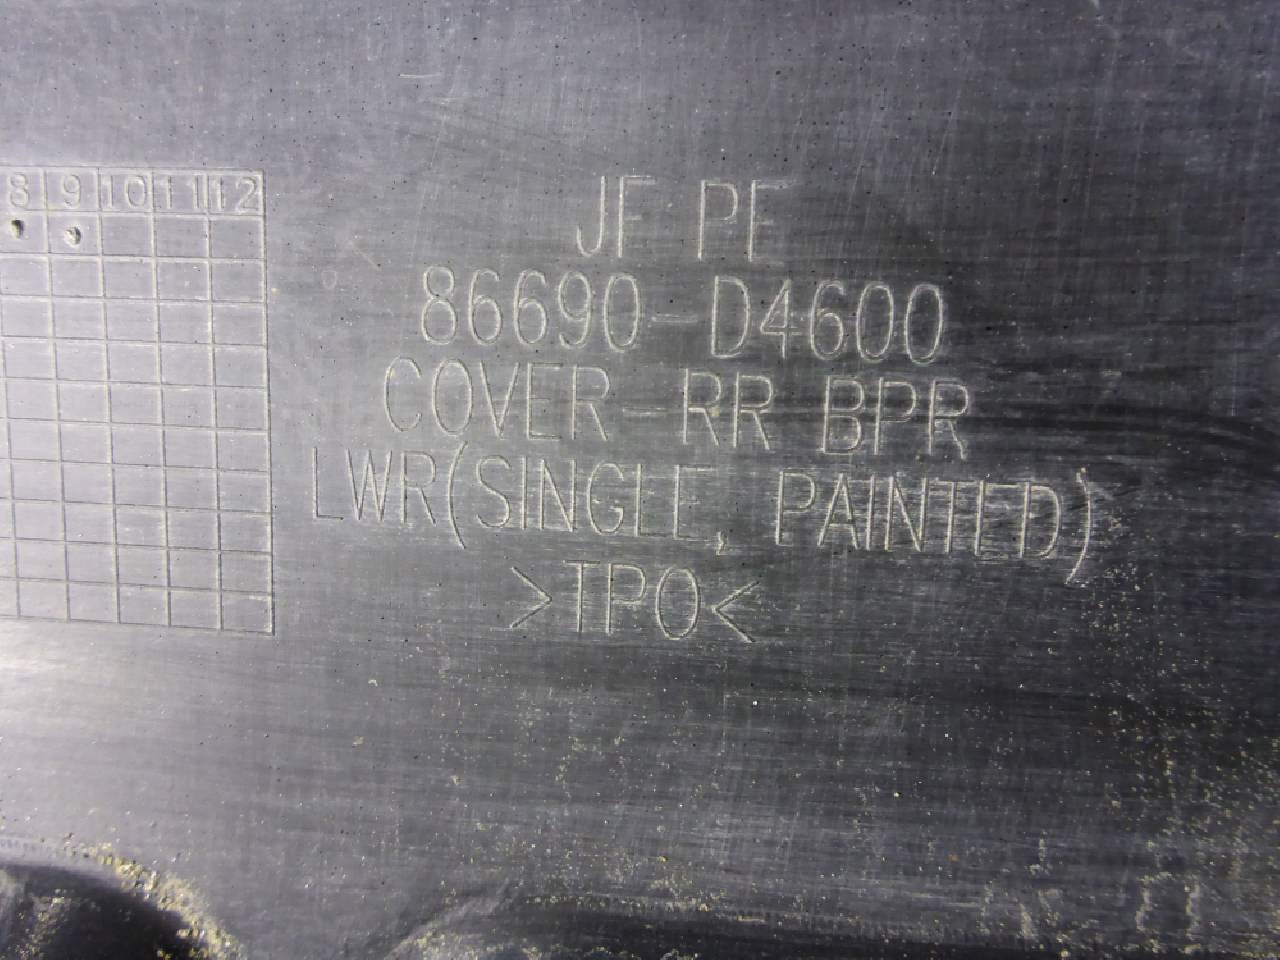 8 9 10 11 12
JF PE
86690-D4600
COVER-RR BPR
LWR(SINGLE, PAINTED)
>TPO<